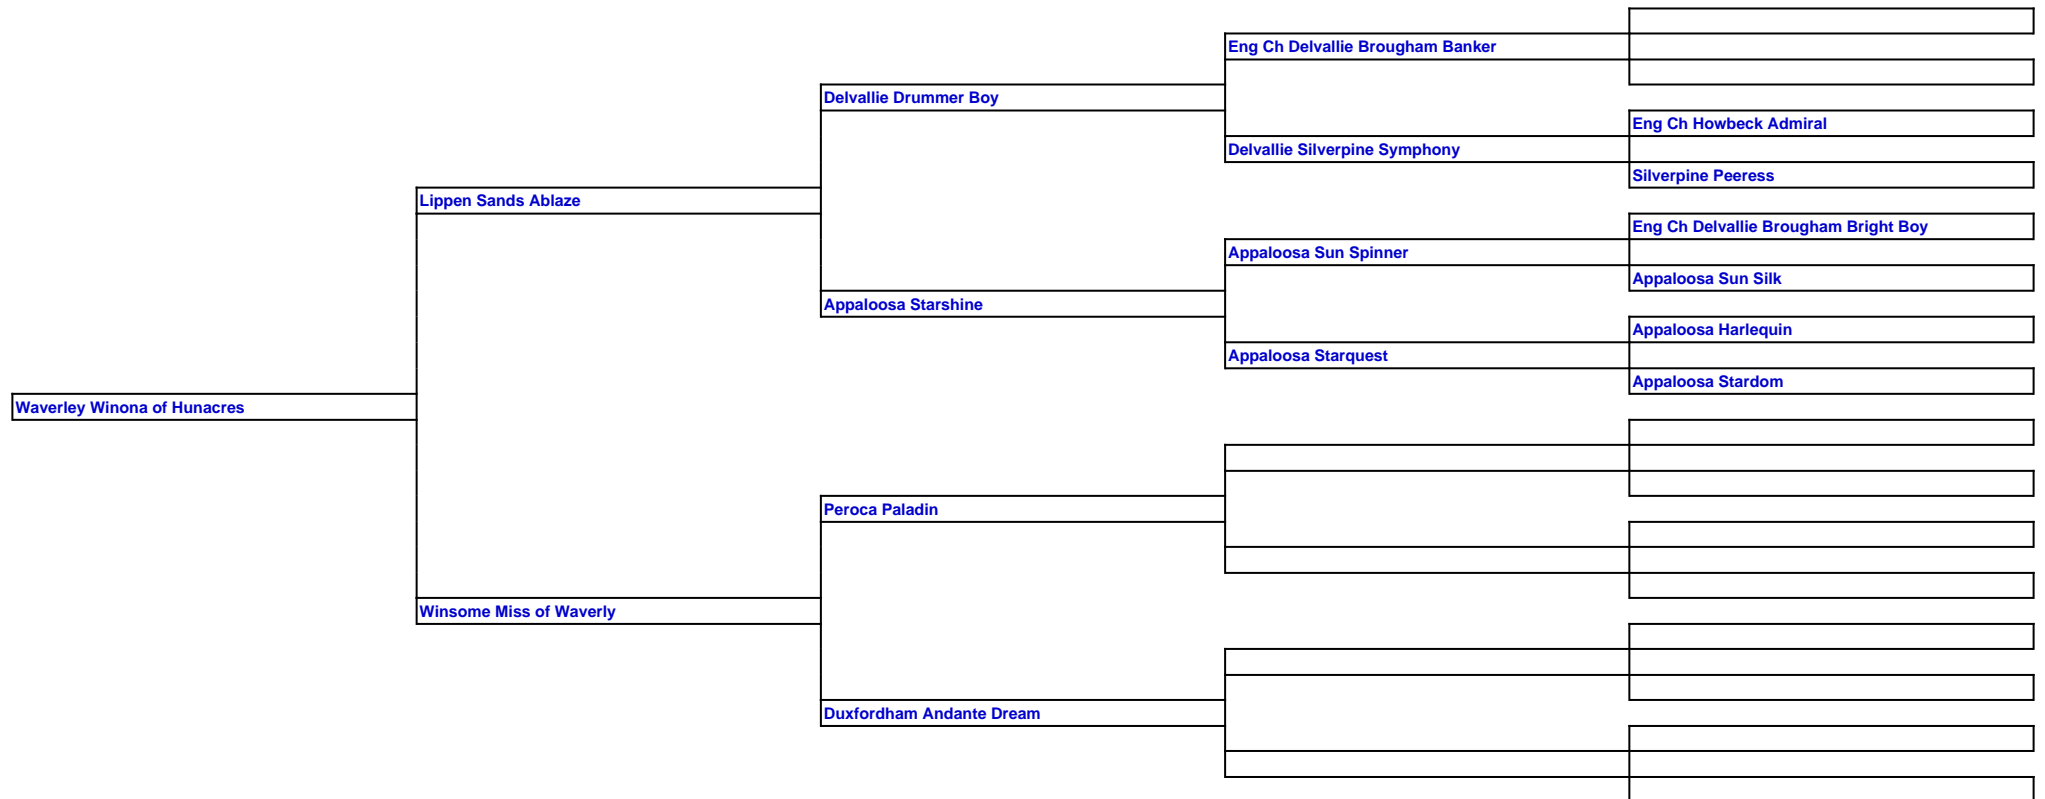 Eng Ch Delvallie Brougham Banker
Delvallie Drummer Boy
Eng Ch Howbeck Admiral
Delvallie Silverpine Symphony
Silverpine Peeress
Lippen Sands Ablaze
Eng Ch Delvallie Brougham Bright Boy
Appaloosa Sun Spinner
Appaloosa Sun Silk
Appaloosa Starshine
Appaloosa Harlequin
Appaloosa Starquest
Appaloosa Stardom
Waverley Winona of Hunacres
Peroca Paladin
Winsome Miss of Waverly
Duxfordham Andante Dream